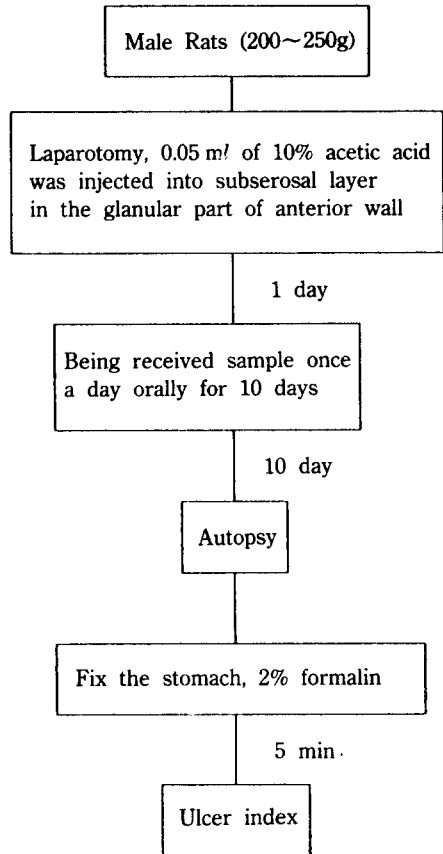 Male Rats (200~250g)
Laparotomy, 0.05 ml of 10% acetic acid
was injected into subserosal layer
in the glanular part of anterior wall
1 day
Being received sample once
a day orally for 10 days
10 day
Autopsy
Fix the stomach, 2% formalin
5 min.
Ulcer index